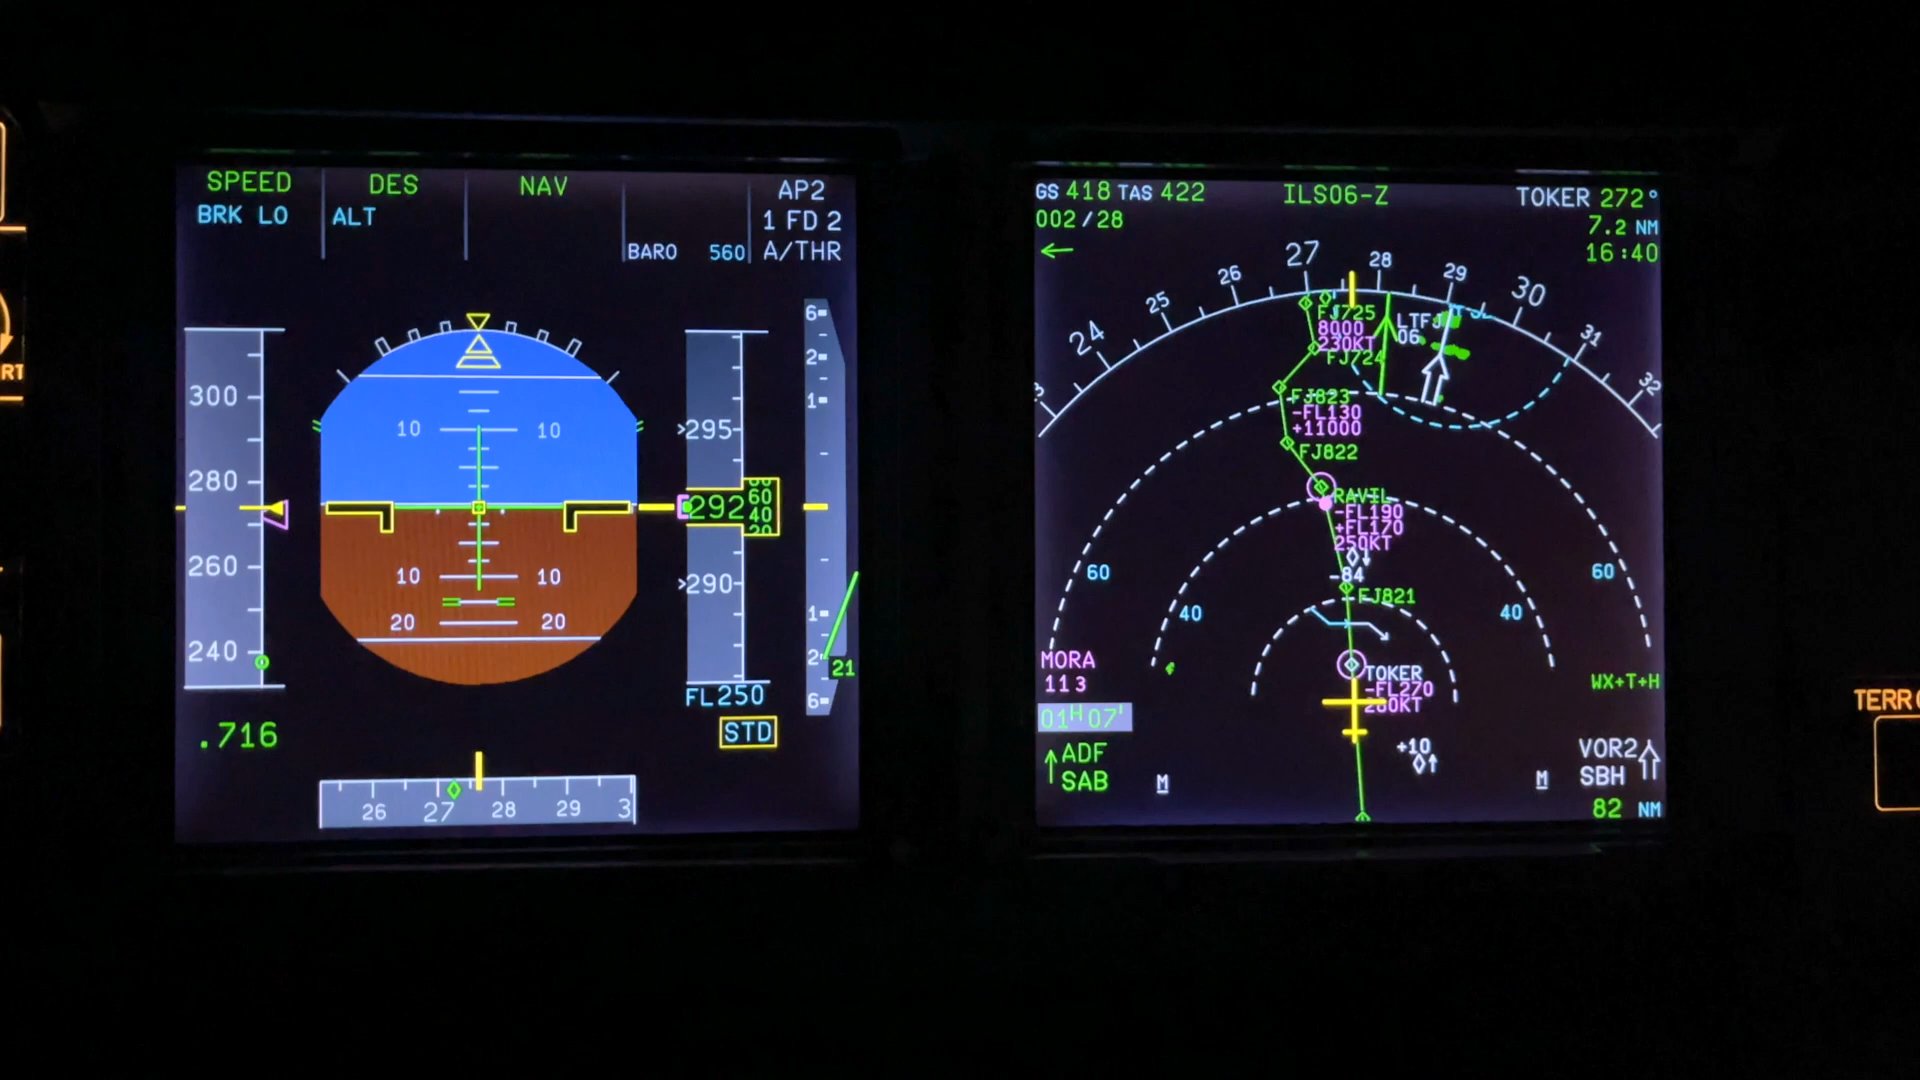 SPEED DES NAV AP2
BRK LO ALT 1 FD 2
BARO 560 A/THR
300
280
260
240
.716
10 10
10 10
20 20
295
292
60
40
20
290
FL250
STD
6
2
1
1
2
21
6
26 27 28 29 3
GS 418 TAS 422 ILS06-Z TOKER 272°
002/28 7.2 NM
16:40
24 25 26 27 28 29 30 31 32
FJ725
8000
230KT
FJ724
LTFJ
06
FJ823
-FL130
+11000
FJ822
RAVIL
-FL190
+FL170
250KT
-84
FJ821
60 60
40 40
TOKER
-FL270
280KT
MORA
113
01H 07'
WX+T+H
ADF
SAB
+10
M M
VOR2
SBH
82 NM
RT
TERR